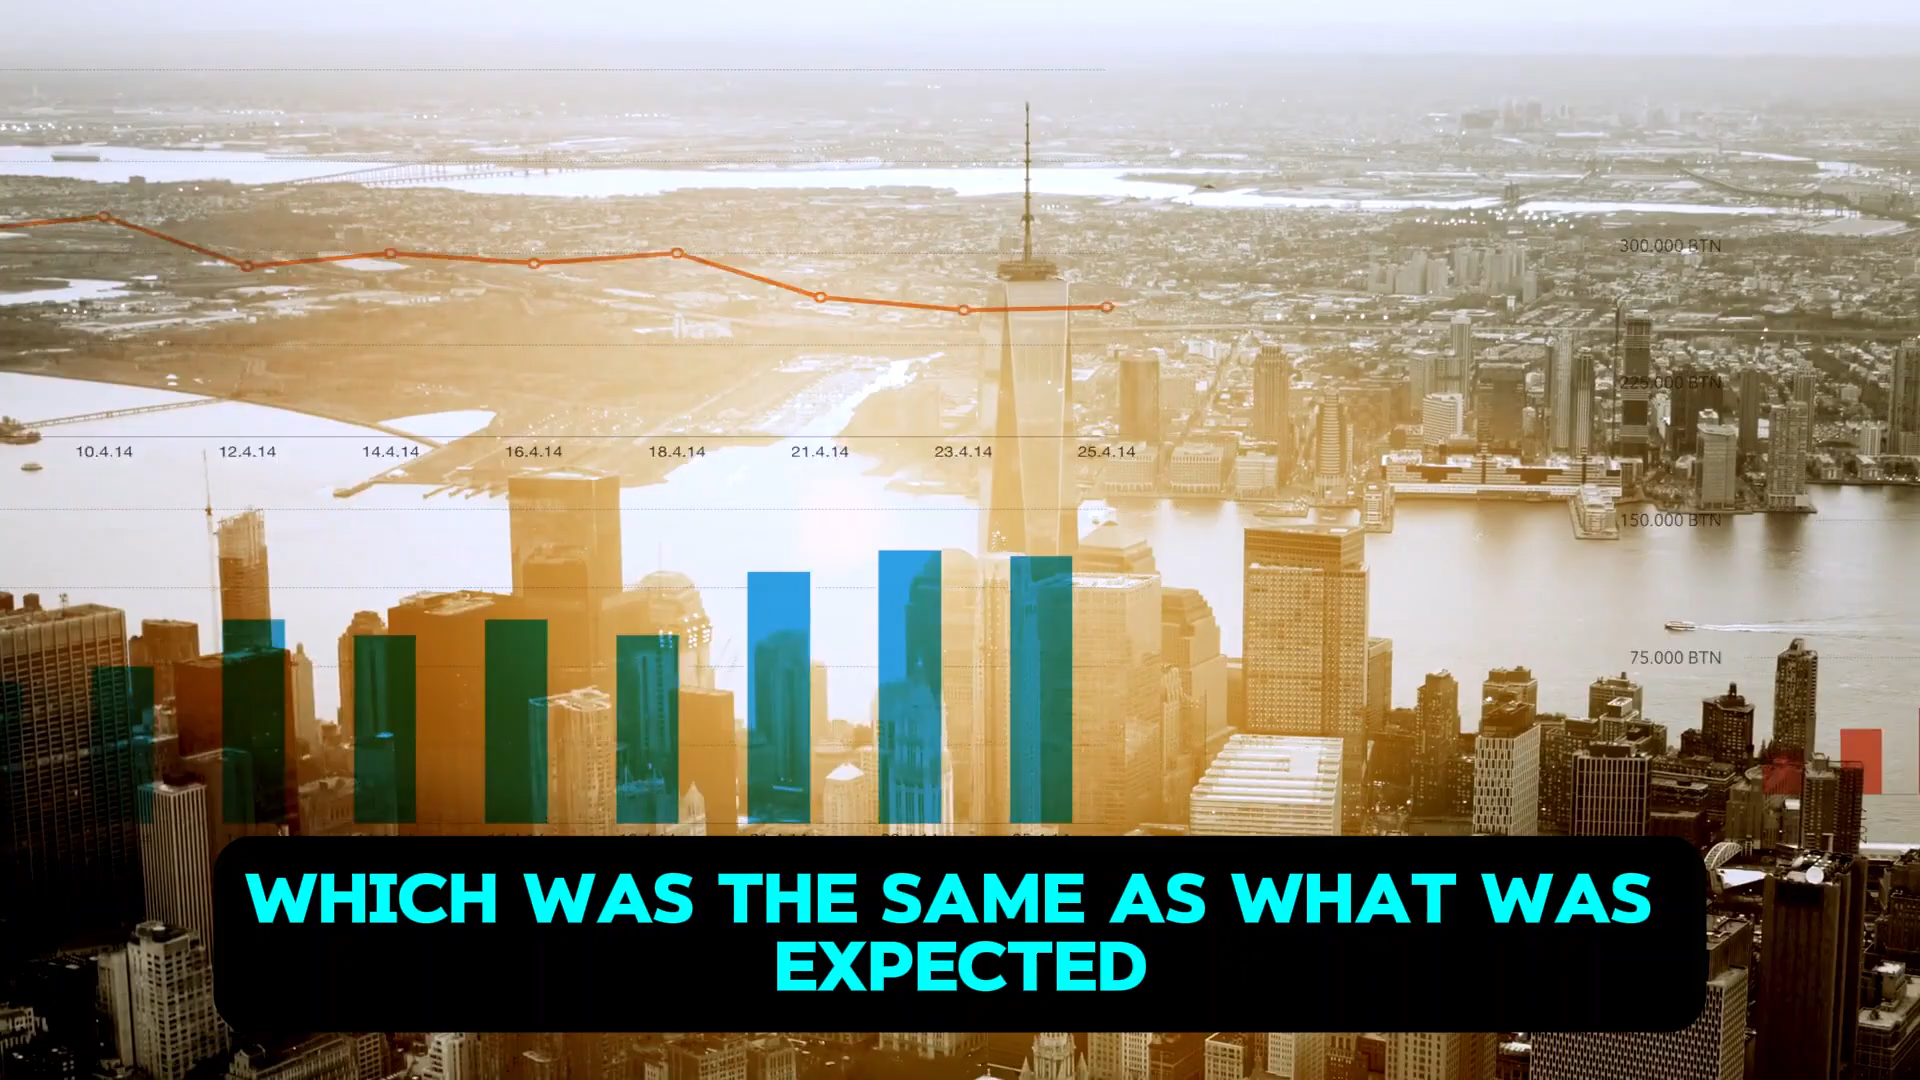 300.000 BTN
225.000 BTN
10.4.14 12.4.14 14.4.14 16.4.14 18.4.14 21.4.14 23.4.14 25.4.14
150.000 BTN
75.000 BTN
WHICH WAS THE SAME AS WHAT WAS
EXPECTED